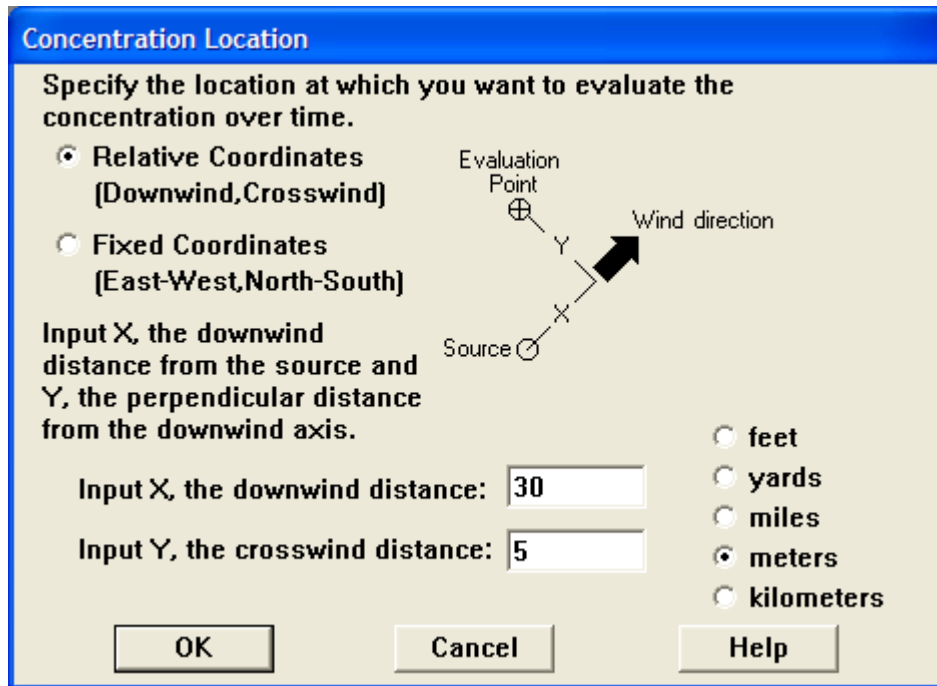 Concentration Location
Specify the location at which you want to evaluate the
concentration over time.
Relative Coordinates
(Downwind,Crosswind)
Fixed Coordinates
(East-West,North-South)
Evaluation
Point
Y
Wind direction
X
Source
Input X, the downwind
distance from the source and
Y, the perpendicular distance
from the downwind axis.
Input X, the downwind distance: 30
Input Y, the crosswind distance: 5
feet
yards
miles
meters
kilometers
OK Cancel Help